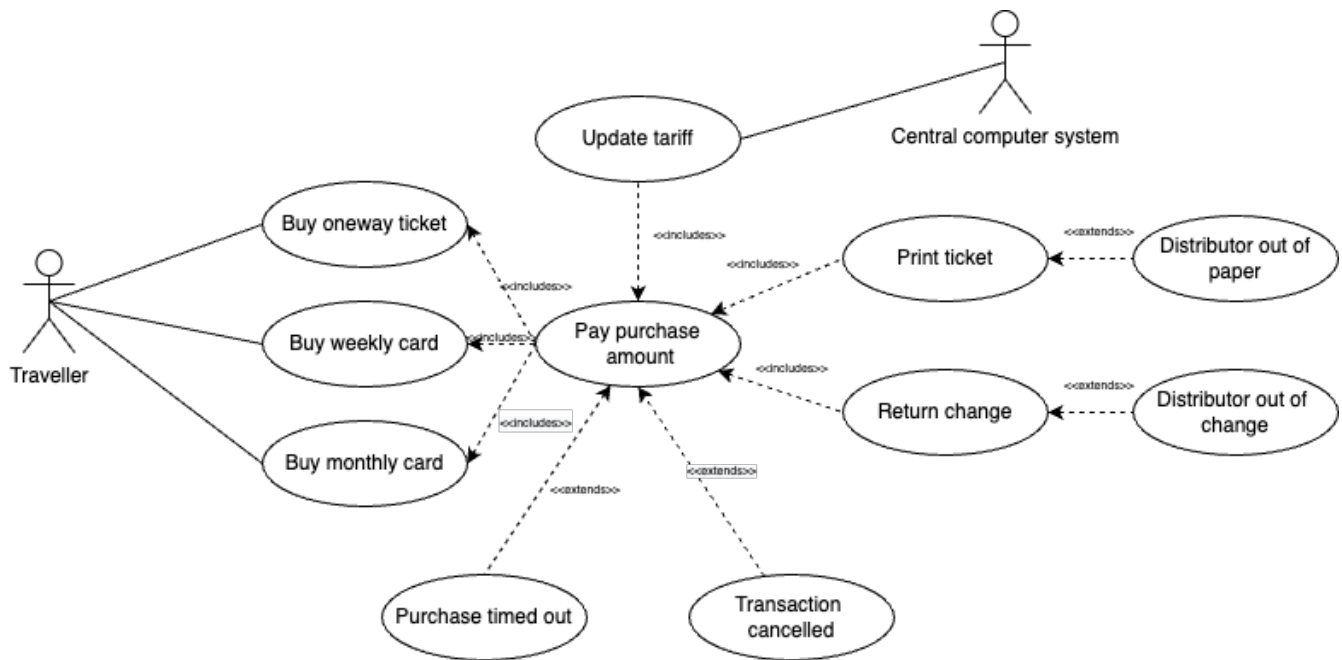 Central computer system
Update tariff
Buy oneway ticket
<<includes>>
<<includes>>
<<extends>>
Print ticket
Distributor out of
paper
<<includes>>
Traveller
Buy weekly card
<<includes>>
Pay purchase
amount
<<includes>>
Return change
<<extends>>
Distributor out of
change
<<includes>>
Buy monthly card
<<extends>>
<<extends>>
Purchase timed out
Transaction
cancelled